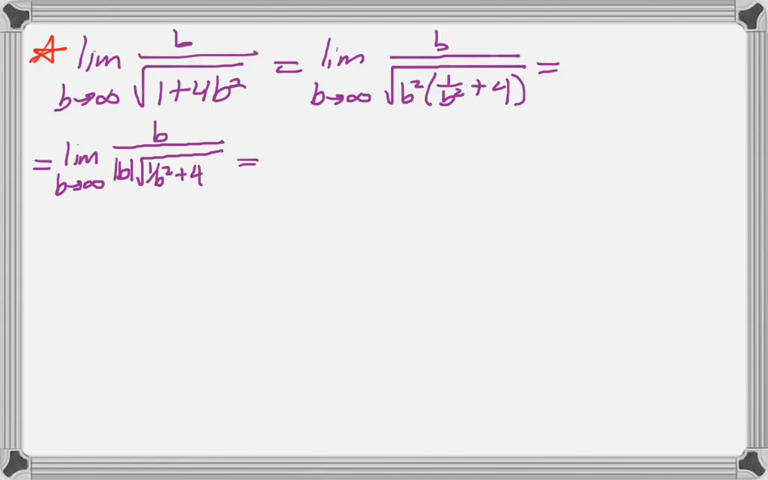 ☆ lim b→∞ b/√(1+4b²) = lim b→∞ b/√(b²(1/b²+4)) =
= lim b→∞ b/(|b|√(1/b²+4)) =